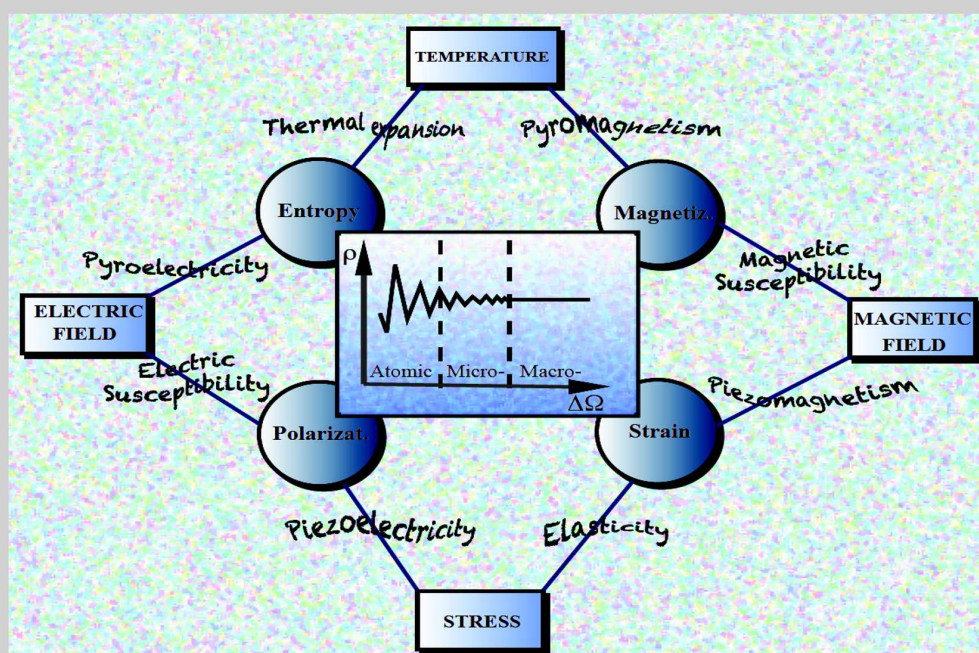 TEMPERATURE
Thermal expansion
Pyromagnetism
Entropy
Magnetiz.
Pyroelectricity
Magnetic
Susceptibility
ρ
ELECTRIC
FIELD
MAGNETIC
FIELD
Atomic
Micro-
Macro-
ΔΩ
Electric
Susceptibility
Piezomagnetism
Polarizat.
Strain
Piezoelectricity
Elasticity
STRESS